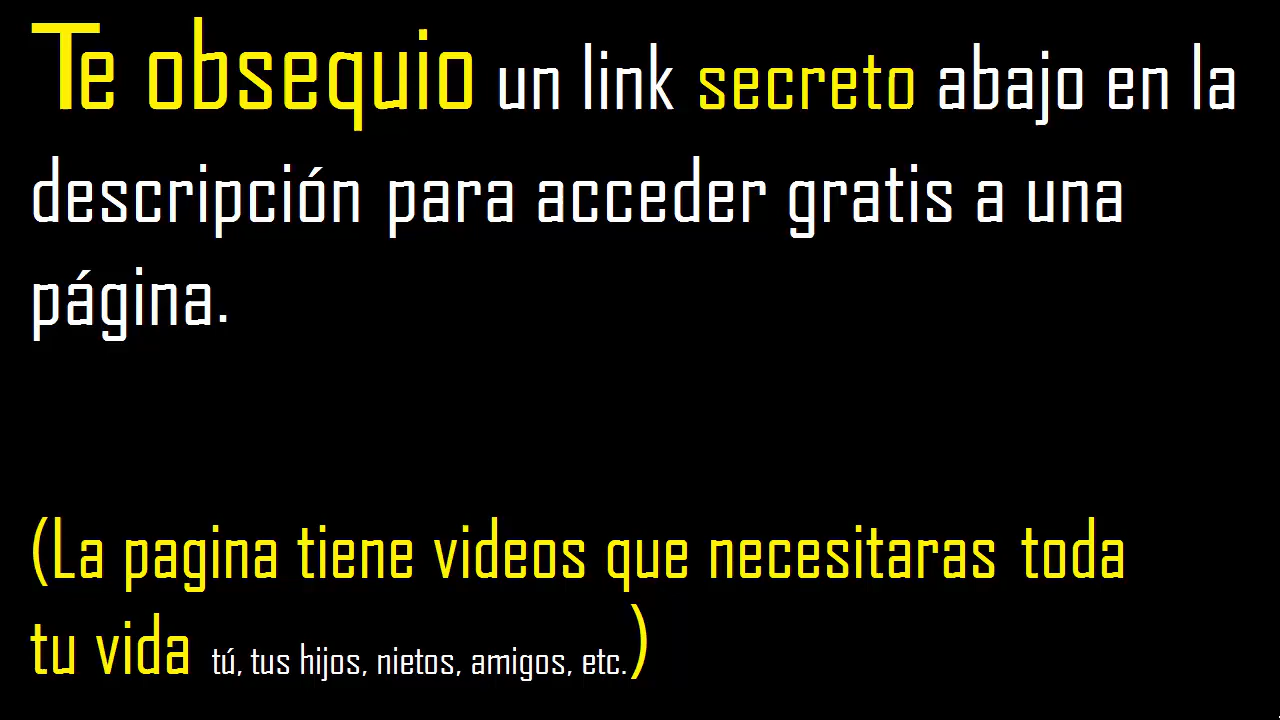 Te obsequio un link secreto abajo en la
descripción para acceder gratis a una
página.
(La pagina tiene videos que necesitaras toda
tu vida tú, tus hijos, nietos, amigos, etc.)